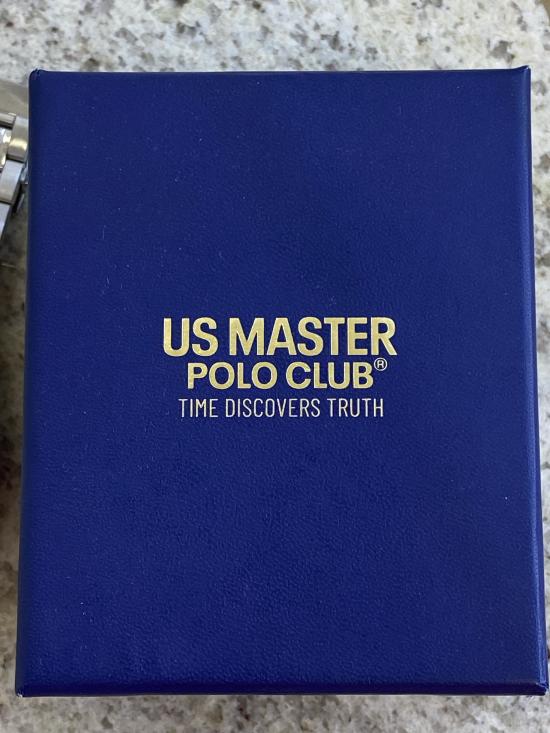 US MASTER
POLO CLUB®
TIME DISCOVERS TRUTH